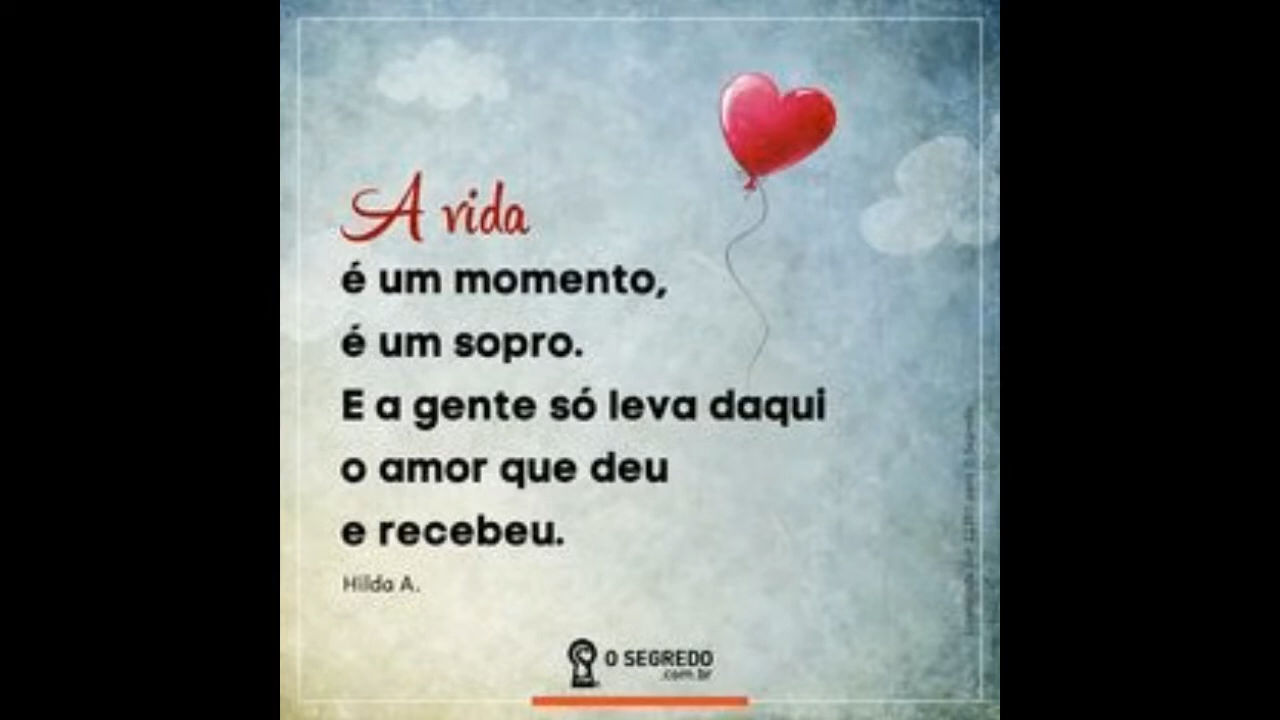 A vida
é um momento,
é um sopro.
E a gente só leva daqui
o amor que deu
e recebeu.
Hilda A.
O SEGREDO
.com.br